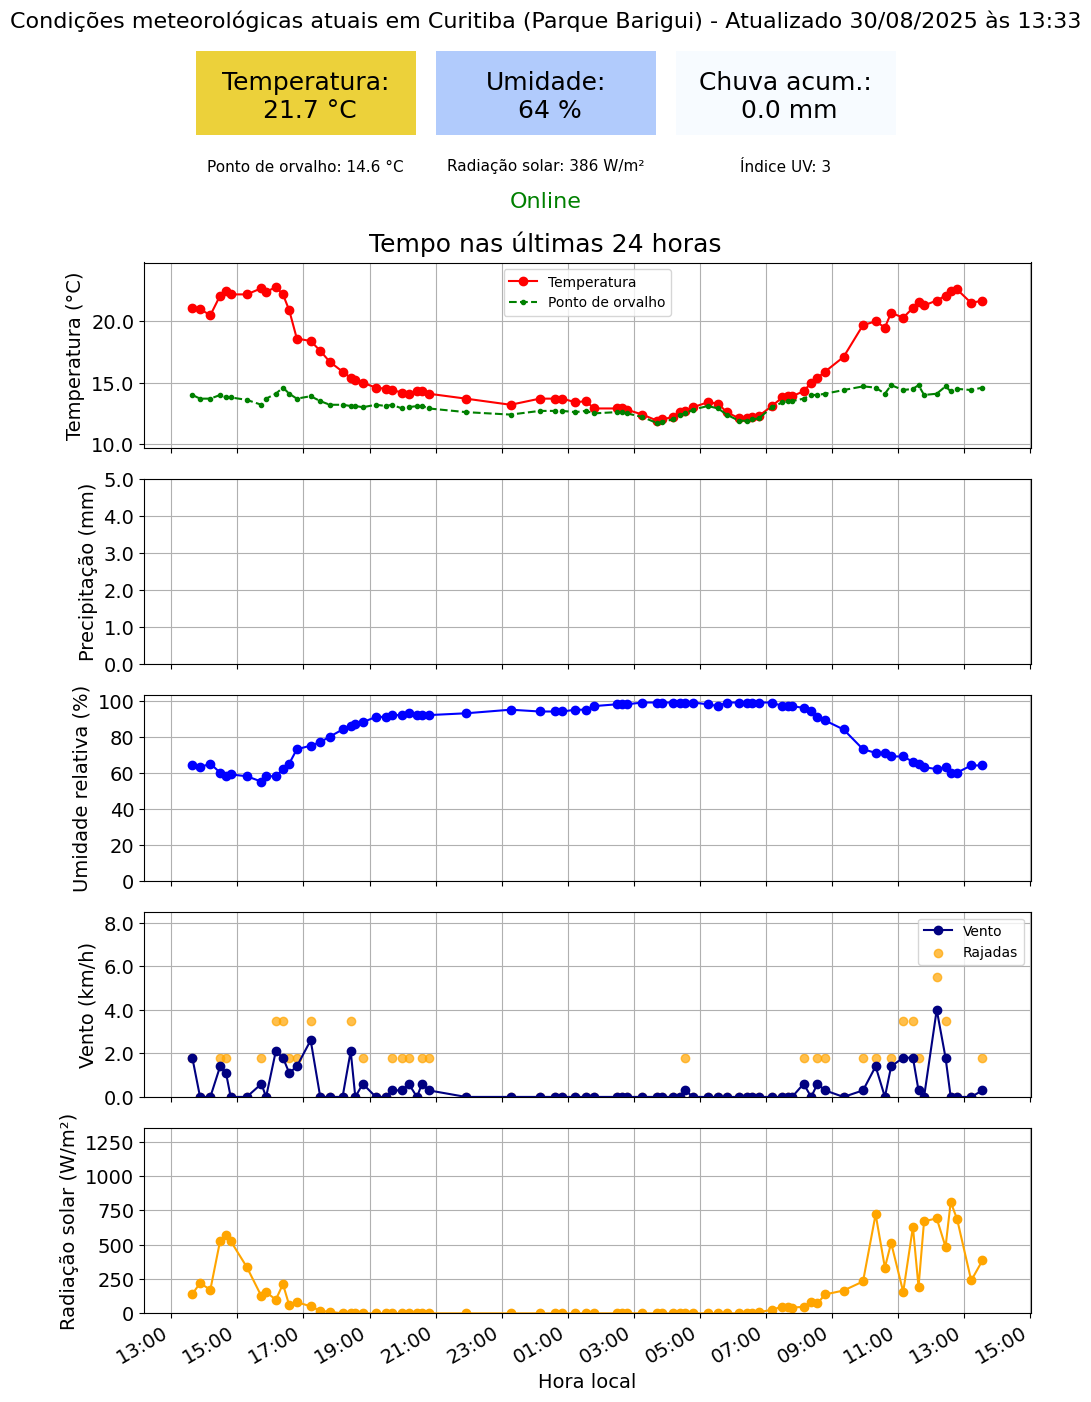 Condições meteorológicas atuais em Curitiba (Parque Barigui) - Atualizado 30/08/2025 às 13:33
Temperatura:
21.7 °C
Umidade:
64 %
Chuva acum.:
0.0 mm
Ponto de orvalho: 14.6 °C
Radiação solar: 386 W/m²
Índice UV: 3
Online
Tempo nas últimas 24 horas
Temperatura (°C)
20.0
15.0
10.0
Temperatura
Ponto de orvalho
Precipitação (mm)
5.0
4.0
3.0
2.0
1.0
0.0
Umidade relativa (%)
100
80
60
40
20
0
Vento (km/h)
8.0
6.0
4.0
2.0
0.0
Vento
Rajadas
Radiação solar (W/m²)
1250
1000
750
500
250
0
13:00
15:00
17:00
19:00
21:00
23:00
01:00
03:00
05:00
07:00
09:00
11:00
13:00
15:00
Hora local